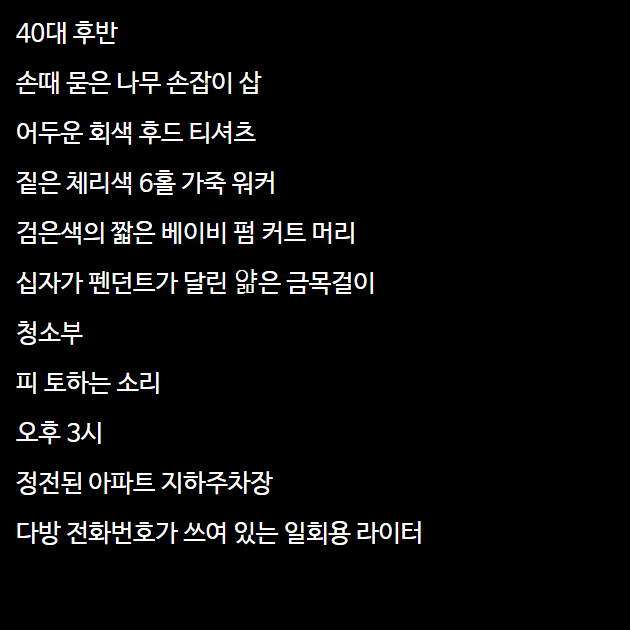 40대 후반
손때 묻은 나무 손잡이 삽
어두운 회색 후드 티셔츠
짙은 체리색 6홀 가죽 워커
검은색의 짧은 베이비 펌 커트 머리
십자가 펜던트가 달린 얆은 금목걸이
청소부
피 토하는 소리
오후 3시
정전된 아파트 지하주차장
다방 전화번호가 쓰여 있는 일회용 라이터